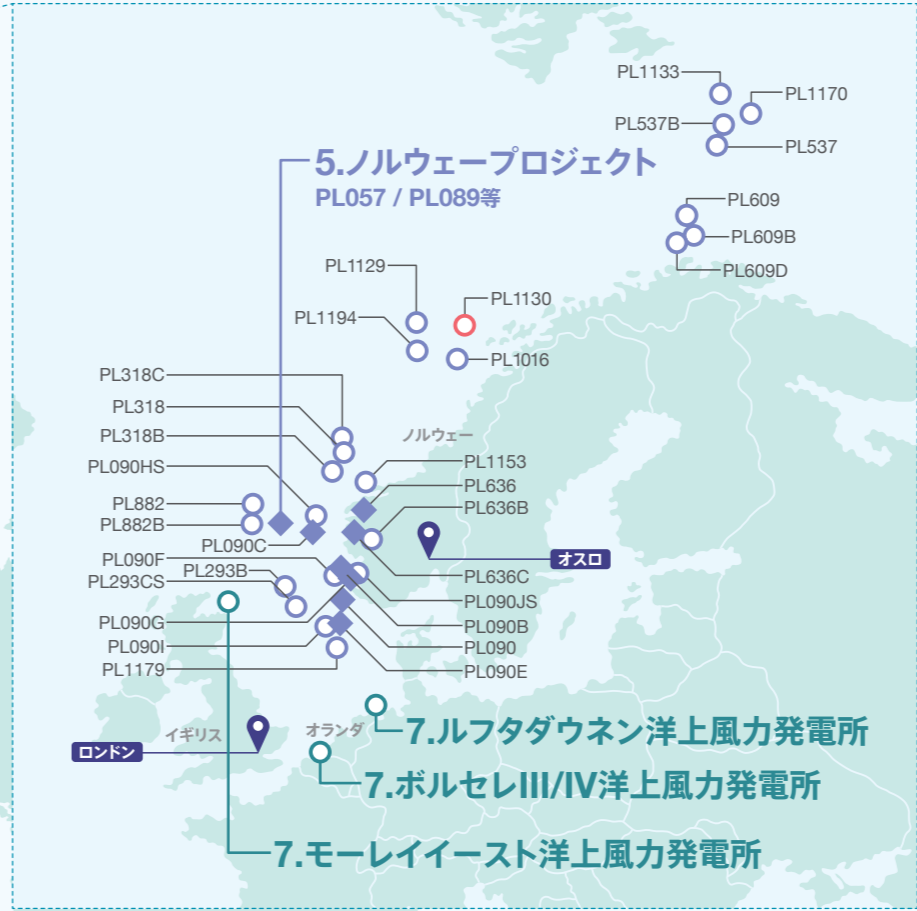 PL1133
PL1170
PL537B
PL537
5.ノルウェープロジェクト
PL057 / PL089等
PL609
PL609B
PL609D
PL1129
PL1130
PL1194
PL1016
PL318C
PL318
PL318B
ノルウェー
PL090HS
PL1153
PL636
PL882
PL636B
PL882B
PL090C
オスロ
PL090F
PL293B
PL636C
PL293CS
PL090JS
PL090G
PL090B
PL090I
PL090
PL1179
PL090E
イギリス
オランダ
ロンドン
7.ルフタダウネン洋上風力発電所
7.ボルセレIII/IV洋上風力発電所
7.モーレイイースト洋上風力発電所